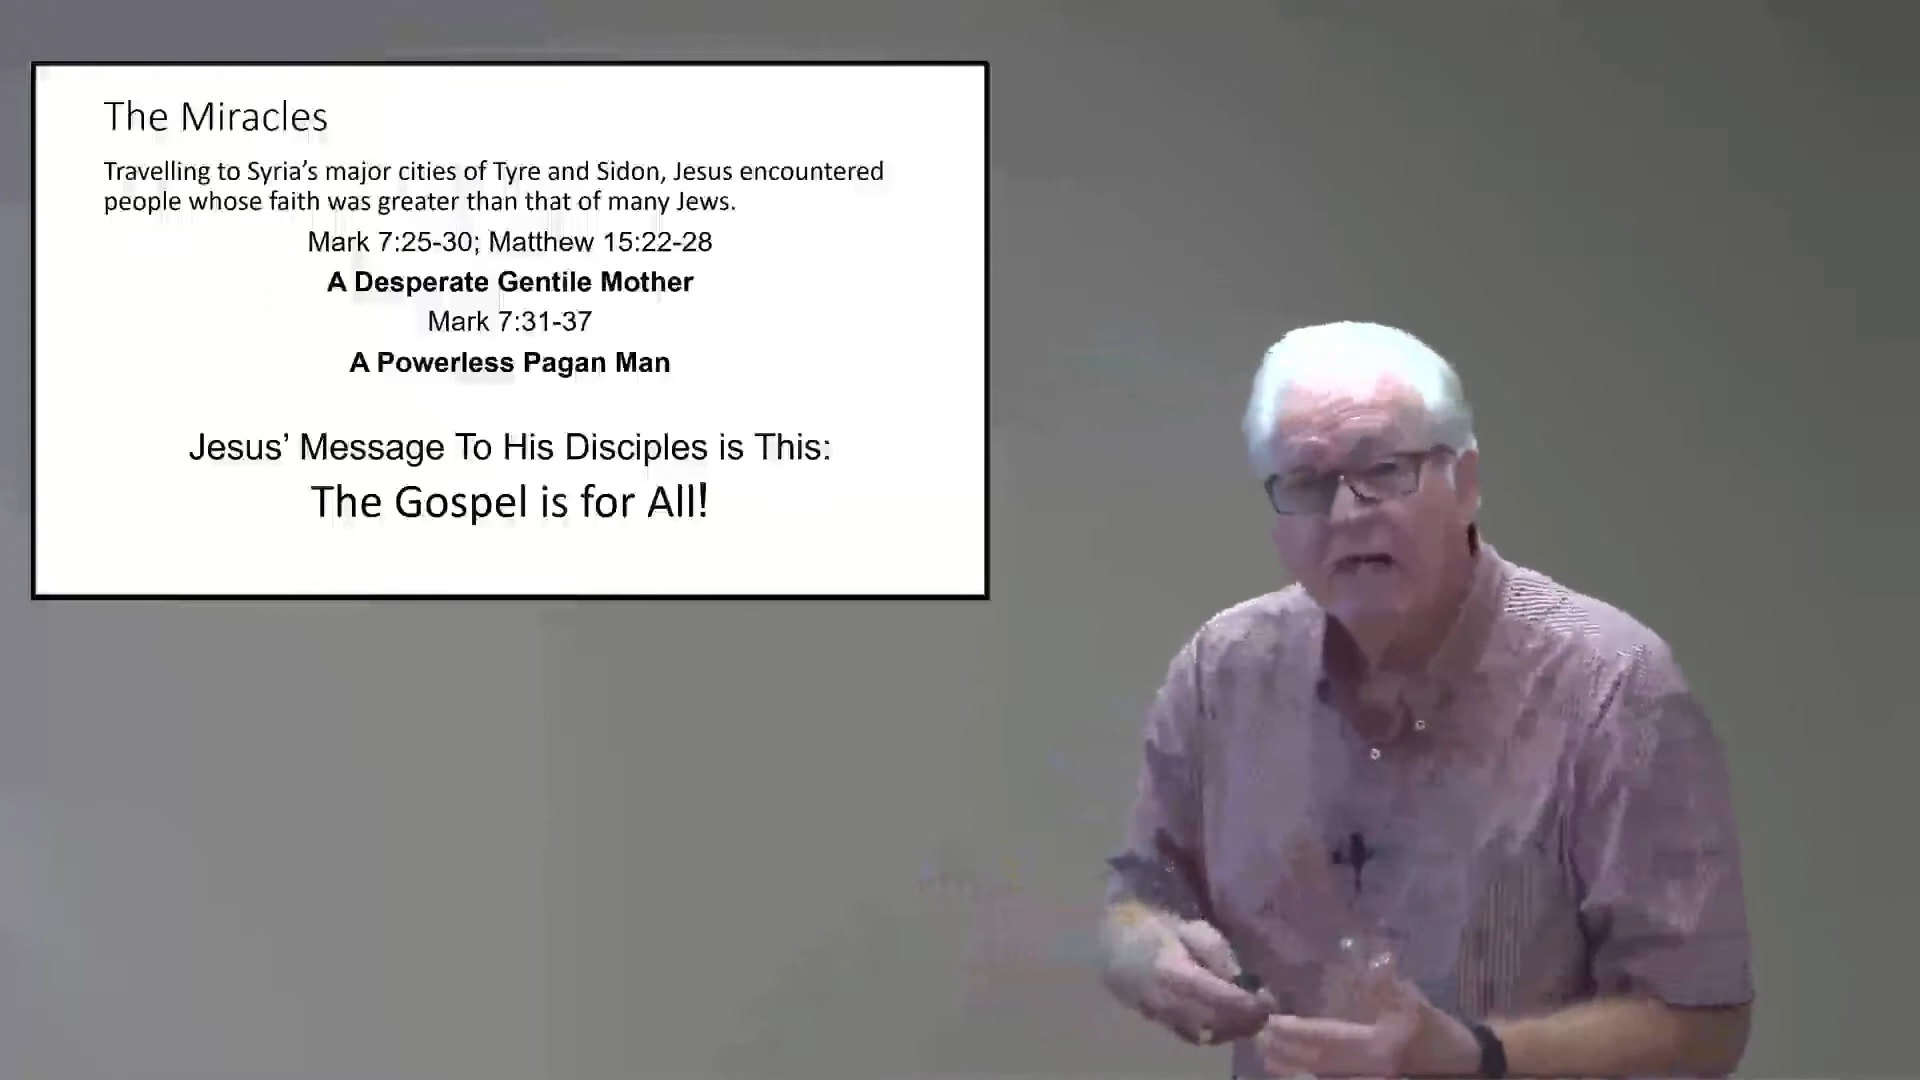 The Miracles
Travelling to Syria’s major cities of Tyre and Sidon, Jesus encountered
people whose faith was greater than that of many Jews.
Mark 7:25-30; Matthew 15:22-28
A Desperate Gentile Mother
Mark 7:31-37
A Powerless Pagan Man
Jesus’ Message To His Disciples is This:
The Gospel is for All!